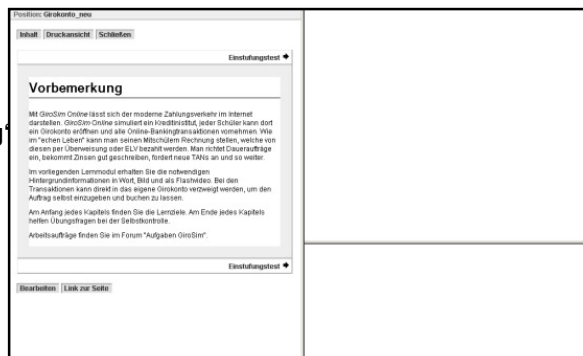 Position: Girokonto_neu
Inhalt Druckansicht Schließen
Einstufungstest
Vorbemerkung
Mit GiroSim Online lässt sich der moderne Zahlungsverkehr im Internet
darstellen. GiroSim Online simuliert ein Kreditinistitut, jeder Schüler kann dort
ein Girokonto eröffnen und alle Online-Bankingtransaktionen vornehmen. Wie
im "echen Leben" kann man seinen Mitschülern Rechnung stellen, welche von
diesen per Überweisung oder ELV bezahlt werden. Man richtet Daueraufträge
ein, bekommt Zinsen gut geschrieben, fordert neue TANs an und so weiter.
Im vorliegenden Lernmodul erhalten Sie die notwendigen
Hintergrundinformationen in Wort, Bild und als Flashvideo. Bei den
Transaktionen kann direkt in das eigene Girokonto verzweigt werden, um den
Auftrag selbst einzugeben und buchen zu lassen.
Am Anfang jedes Kapitels finden Sie die Lernziele. Am Ende jedes Kapitels
helfen Übungsfragen bei der Selbstkontrolle.
Arbeitsaufträge finden Sie im Forum "Aufgaben GiroSim".
Einstufungstest
Bearbeiten Link zur Seite